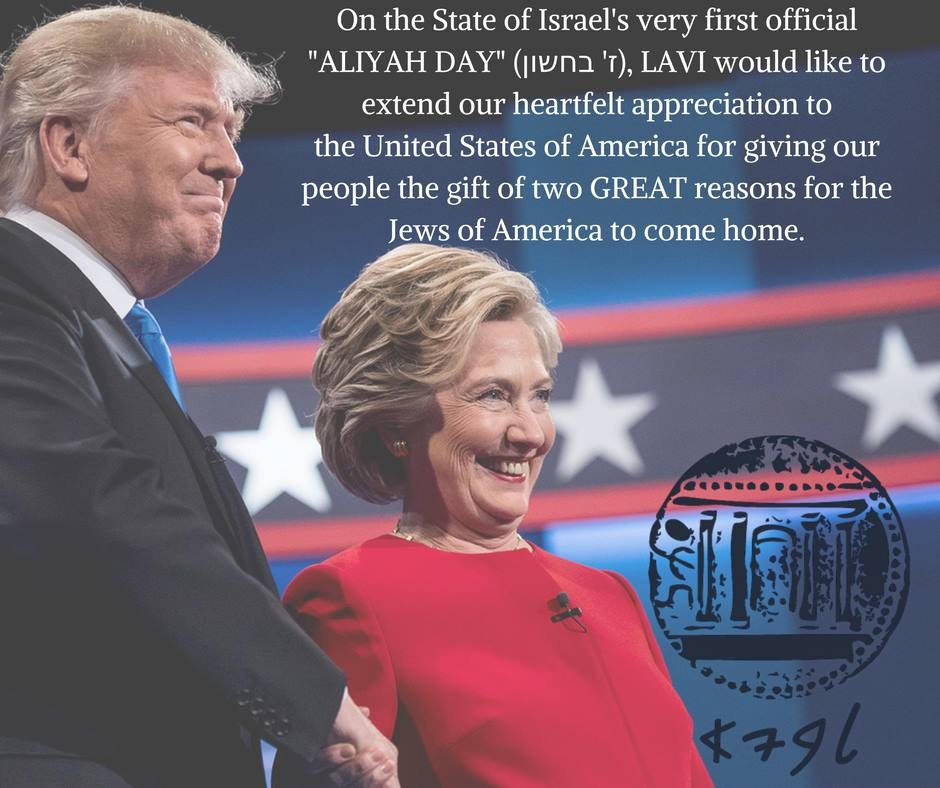 On the State of Israel's very first official
"ALIYAH DAY" (ז' בחשון), LAVI would like to
extend our heartfelt appreciation to
the United States of America for giving our
people the gift of two GREAT reasons for the
Jews of America to come home.
𐤋𐤁𐤉𐤀